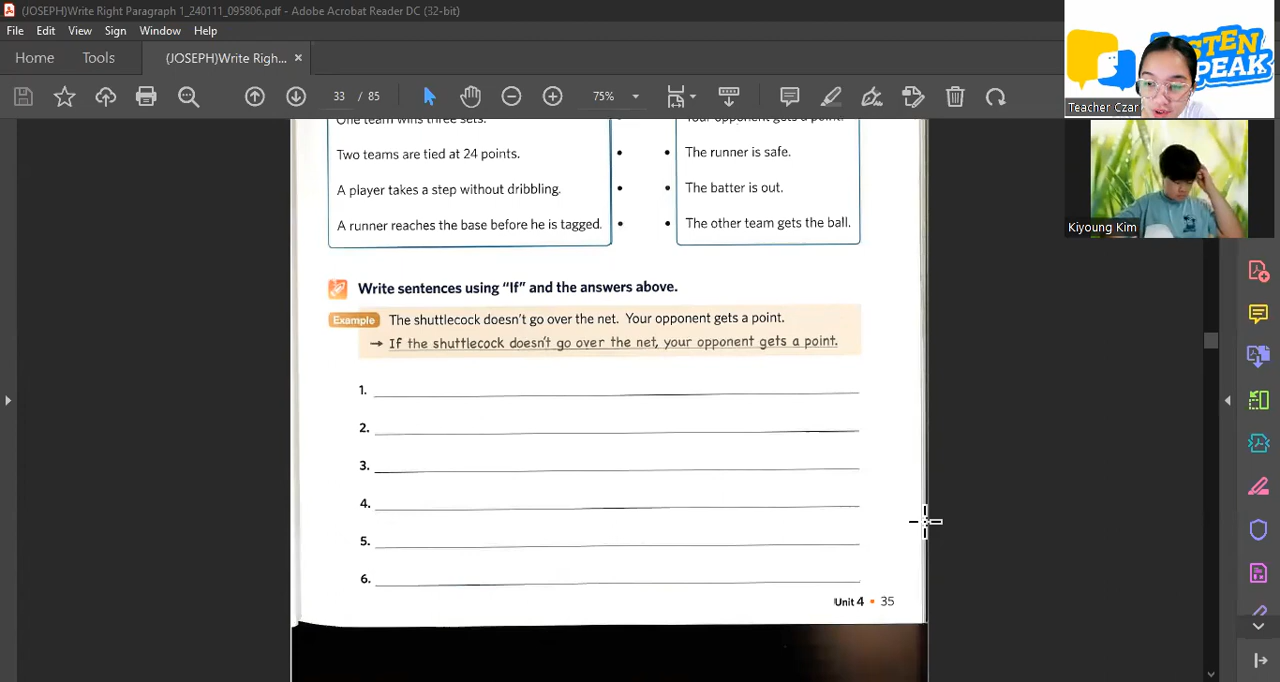 (JOSEPH)Write Right Paragraph 1_240111_095806.pdf - Adobe Acrobat Reader DC (32-bit)
File Edit View Sign Window Help
Home Tools (JOSEPH)Write Righ... ×
33 / 85 75%
LISTEN
SPEAK
Teacher Czar
Kiyoung Kim
One team wins three sets. Your opponent gets a point.
Two teams are tied at 24 points. • • The runner is safe.
A player takes a step without dribbling. • • The batter is out.
A runner reaches the base before he is tagged. • • The other team gets the ball.
Write sentences using “If” and the answers above.
Example The shuttlecock doesn't go over the net. Your opponent gets a point.
→ If the shuttlecock doesn't go over the net, your opponent gets a point.
1.
2.
3.
4.
5.
6.
Unit 4 • 35